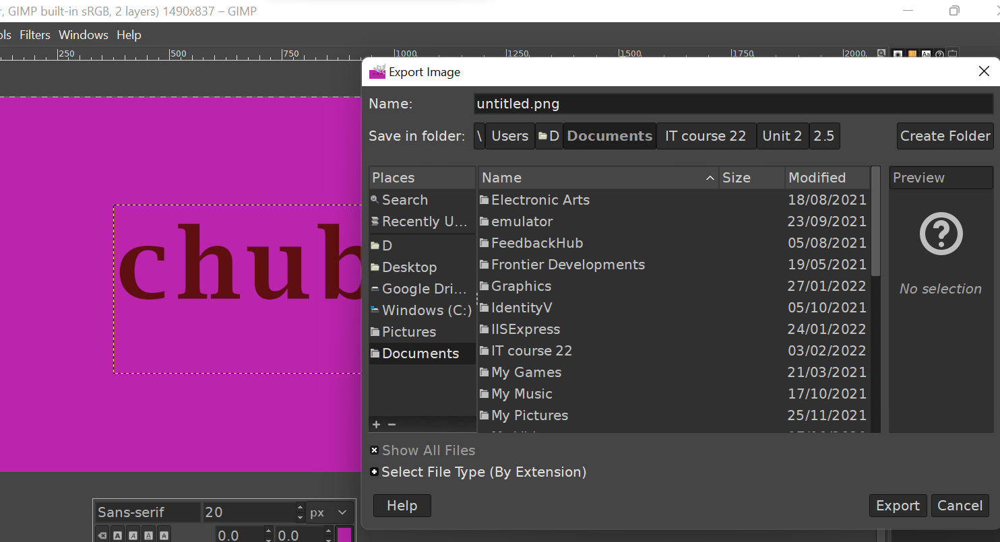 , GIMP built-in sRGB, 2 layers) 1490x837 – GIMP
ols Filters Windows Help
250 500 750 1000 1250 1500 1750 2000
Export Image
Name: untitled.png
Save in folder: \ Users D Documents IT course 22 Unit 2 2.5 Create Folder
Places Name Size Modified Preview
Search Electronic Arts 18/08/2021
Recently U... emulator 23/09/2021
D FeedbackHub 05/08/2021
Desktop Frontier Developments 19/05/2021
Google Dri... Graphics 27/01/2022 No selection
Windows (C:) IdentityV 05/10/2021
Pictures IISExpress 24/01/2022
Documents IT course 22 03/02/2022
My Games 21/03/2021
My Music 17/10/2021
My Pictures 25/11/2021
chub
Show All Files
Select File Type (By Extension)
Help Export Cancel
Sans-serif 20 px
0.0 0.0